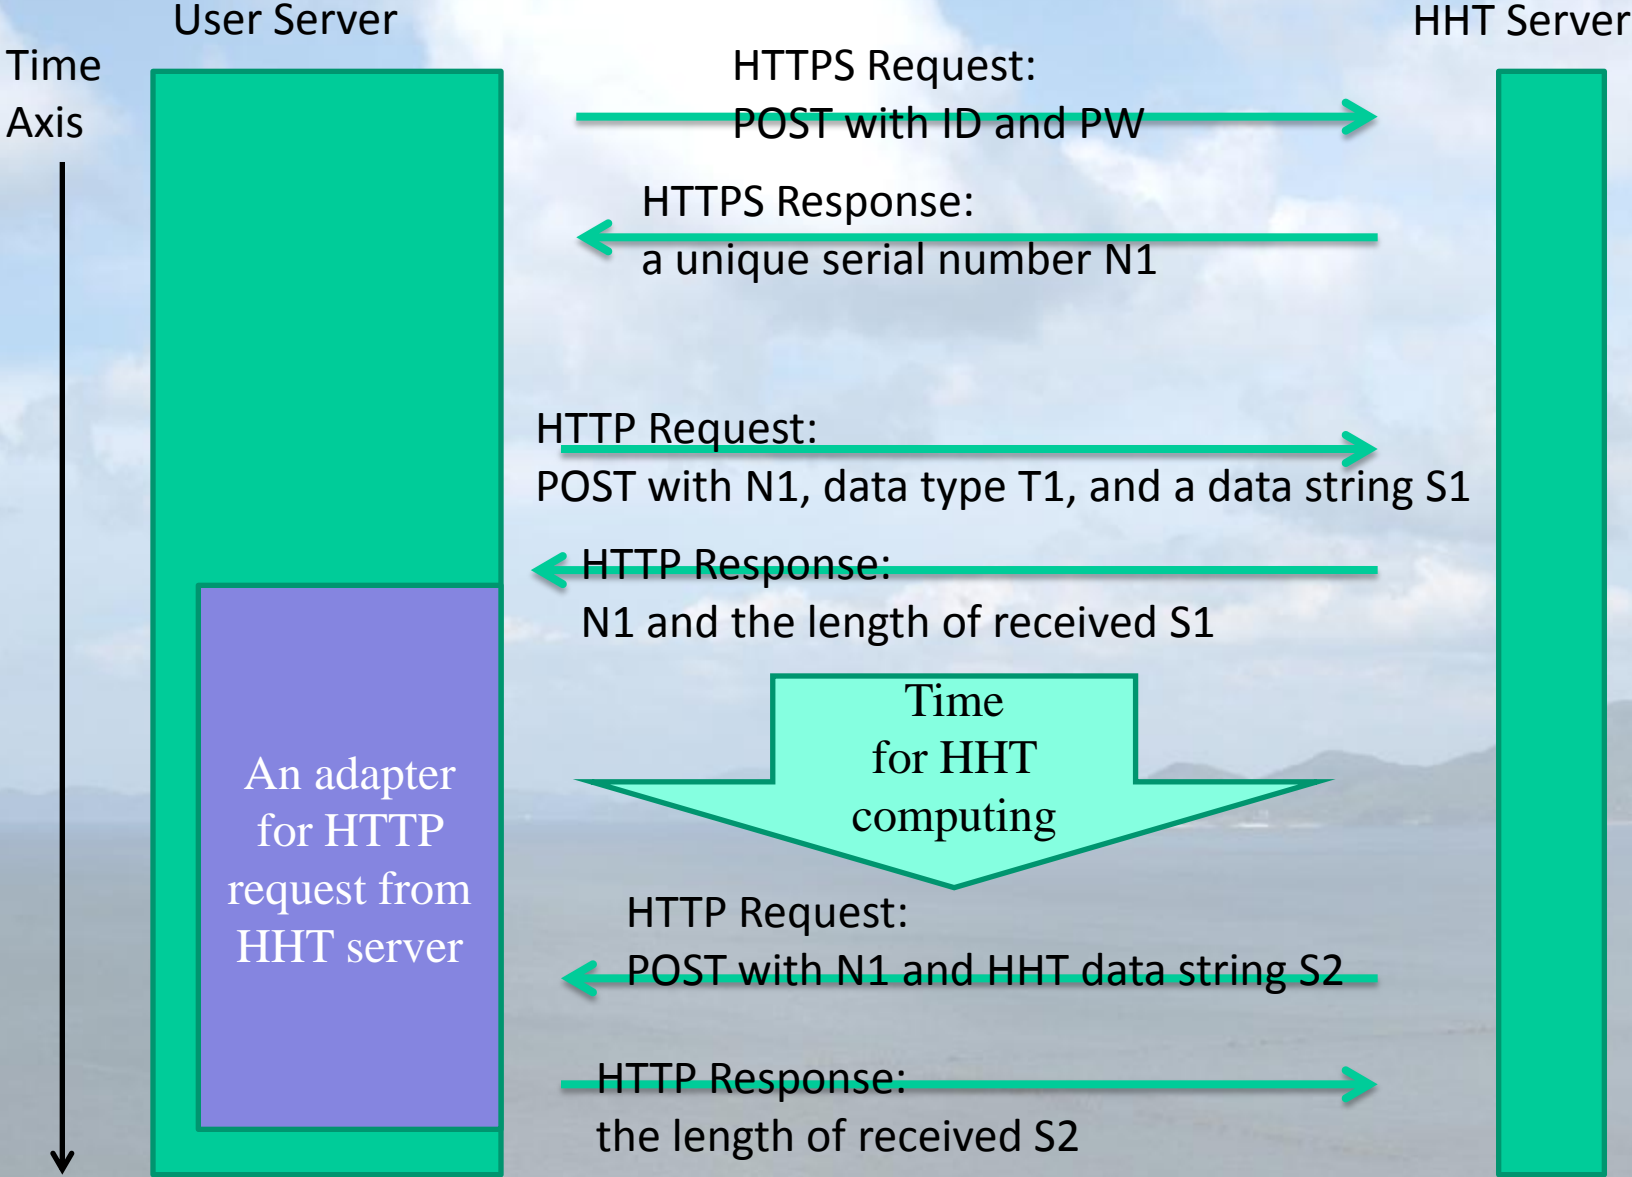 User Server
HHT Server
Time
Axis
HTTPS Request:
POST with ID and PW
HTTPS Response:
a unique serial number N1
HTTP Request:
POST with N1, data type T1, and a data string S1
HTTP Response:
N1 and the length of received S1
Time
for HHT
computing
An adapter
for HTTP
request from
HHT server
HTTP Request:
POST with N1 and HHT data string S2
HTTP Response:
the length of received S2